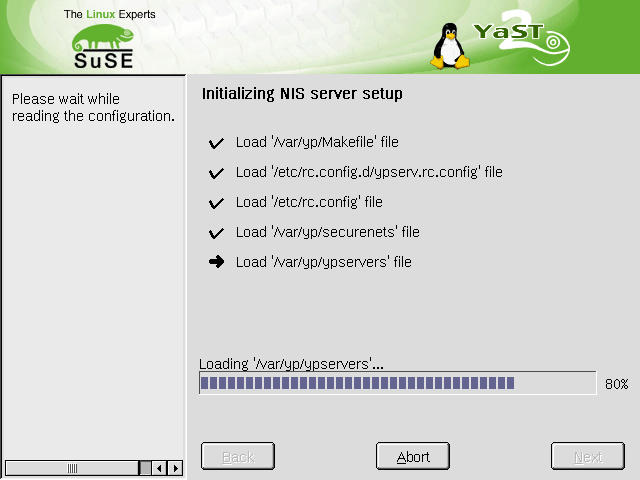 The Linux Experts
SuSE
YaST
2
Please wait while
reading the configuration.
Initializing NIS server setup
Load '/var/yp/Makefile' file
Load '/etc/rc.config.d/ypserv.rc.config' file
Load '/etc/rc.config' file
Load '/var/yp/securenets' file
Load '/var/yp/ypservers' file
Loading '/var/yp/ypservers'...
80%
Back
Abort
Next